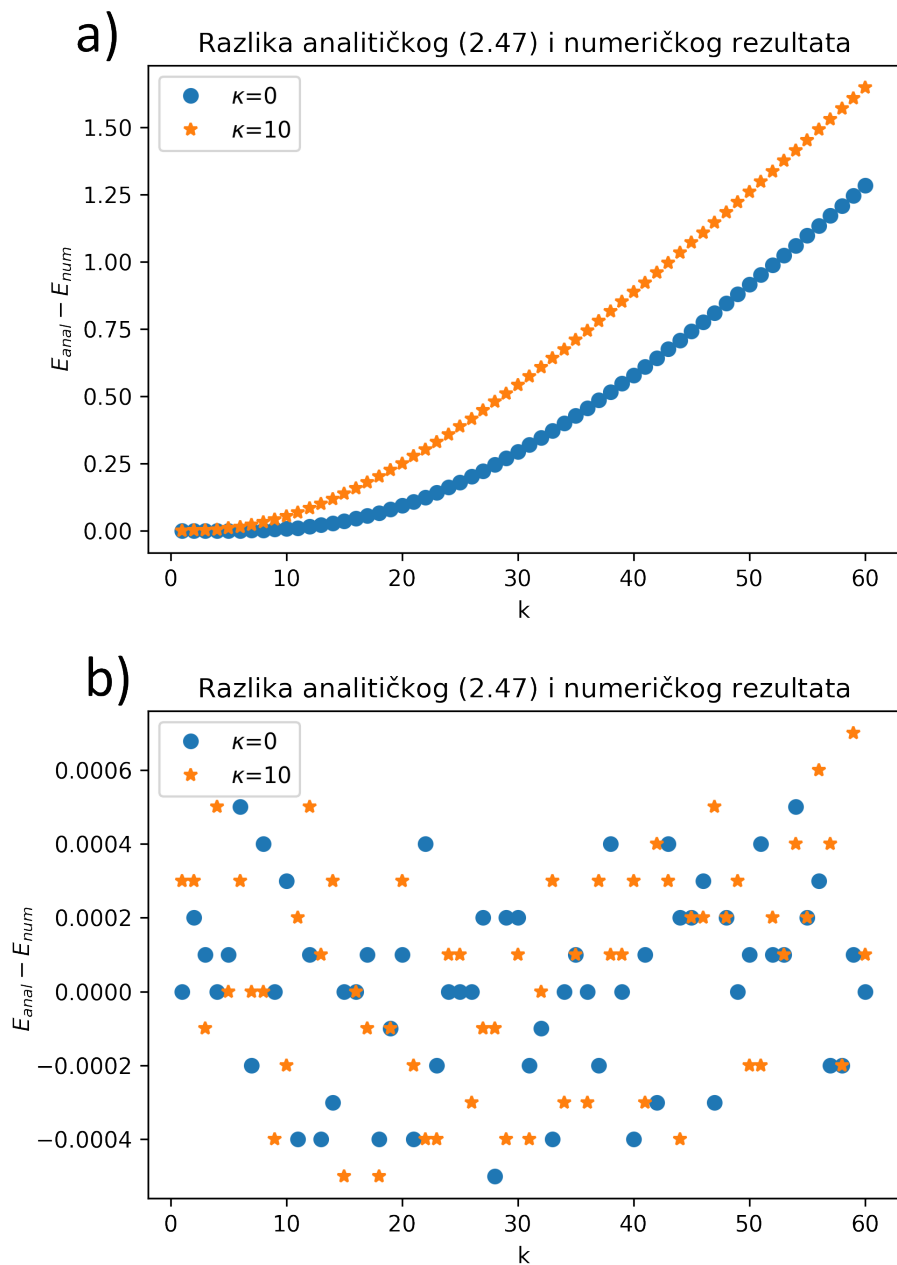 a)
Razlika analitičkog (2.47) i numeričkog rezultata
κ=0
κ=10
E_anal − E_num
1.50
1.25
1.00
0.75
0.50
0.25
0.00
0 10 20 30 40 50 60
k
b)
Razlika analitičkog (2.47) i numeričkog rezultata
κ=0
κ=10
E_anal − E_num
0.0006
0.0004
0.0002
0.0000
−0.0002
−0.0004
0 10 20 30 40 50 60
k